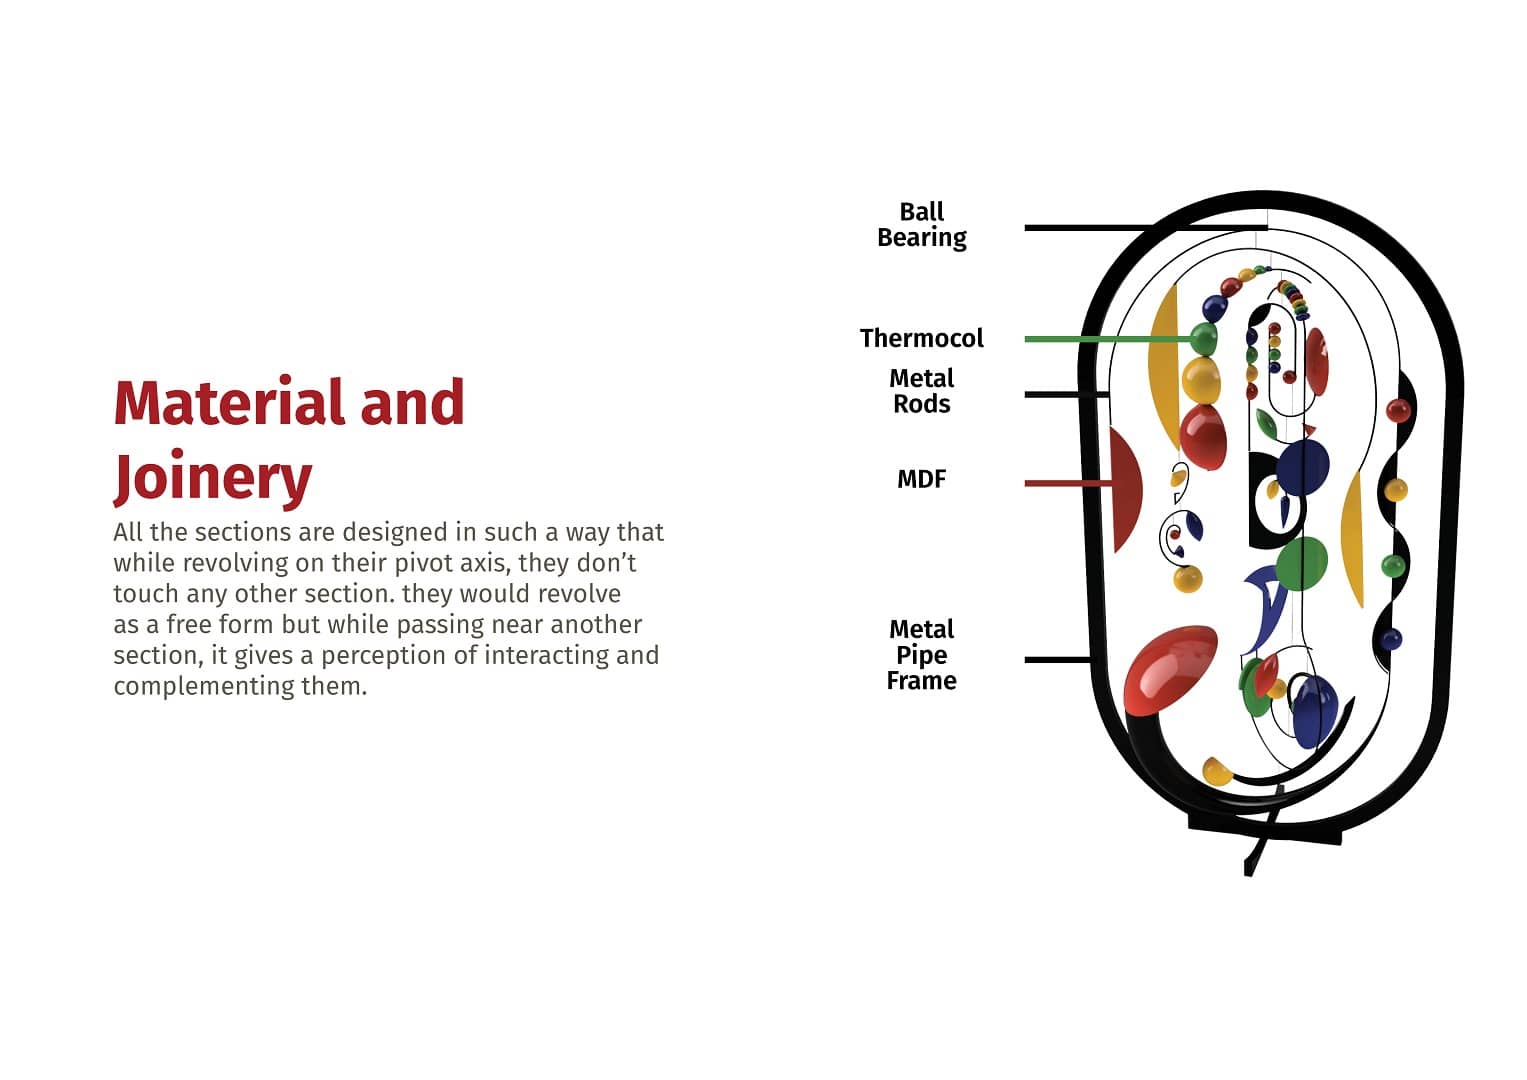 Material and
Joinery
All the sections are designed in such a way that
while revolving on their pivot axis, they don’t
touch any other section. they would revolve
as a free form but while passing near another
section, it gives a perception of interacting and
complementing them.
Ball
Bearing
Thermocol
Metal
Rods
MDF
Metal
Pipe
Frame